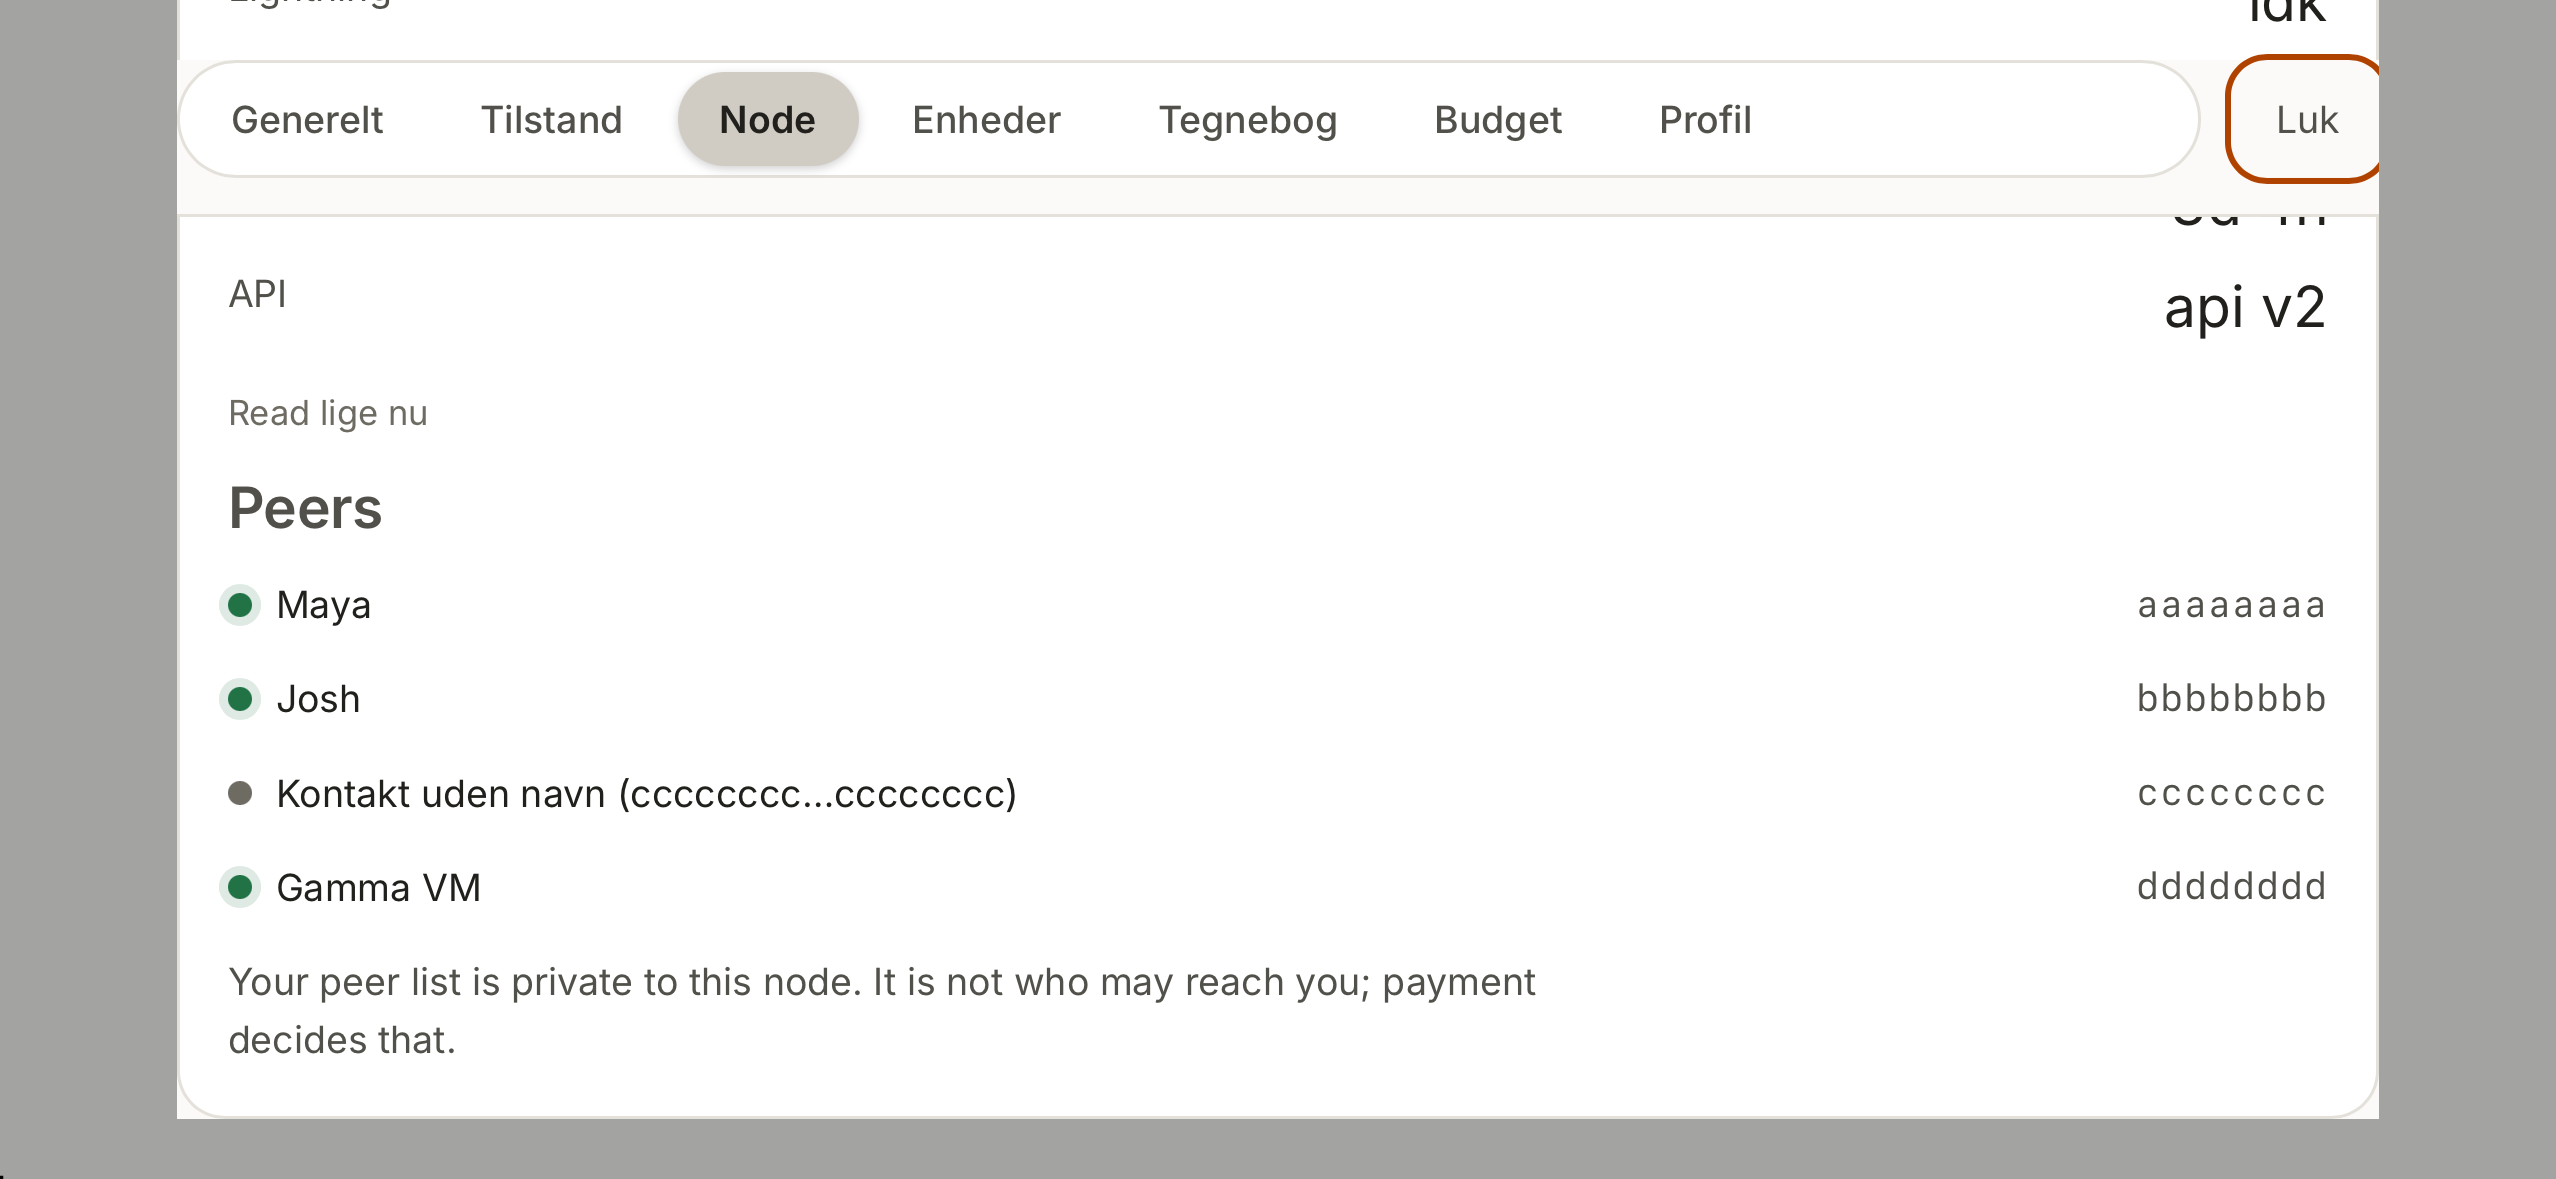 Lightning
ldk
Generelt Tilstand Node Enheder Tegnebog Budget Profil Luk
API
api v2
Read lige nu
Peers
Maya
aaaaaaaa
Josh
bbbbbbbb
Kontakt uden navn (cccccccc...cccccccc)
cccccccc
Gamma VM
dddddddd
Your peer list is private to this node. It is not who may reach you; payment
decides that.